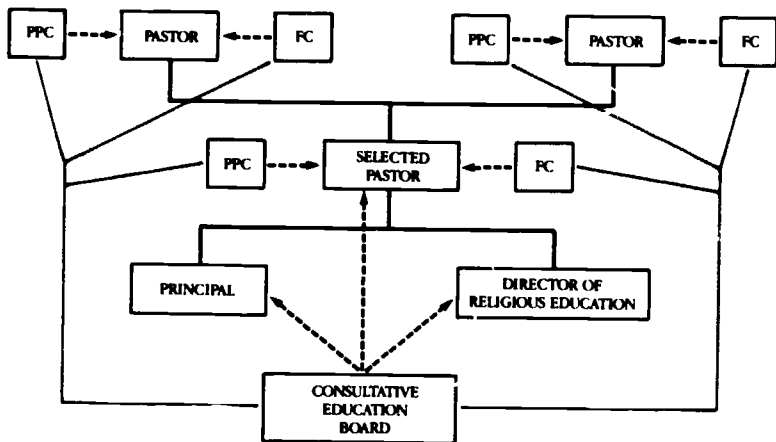 PPC
PASTOR
FC
PPC
PASTOR
FC
PPC
SELECTED
PASTOR
FC
PRINCIPAL
DIRECTOR OF
RELIGIOUS EDUCATION
CONSULTATIVE
EDUCATION
BOARD